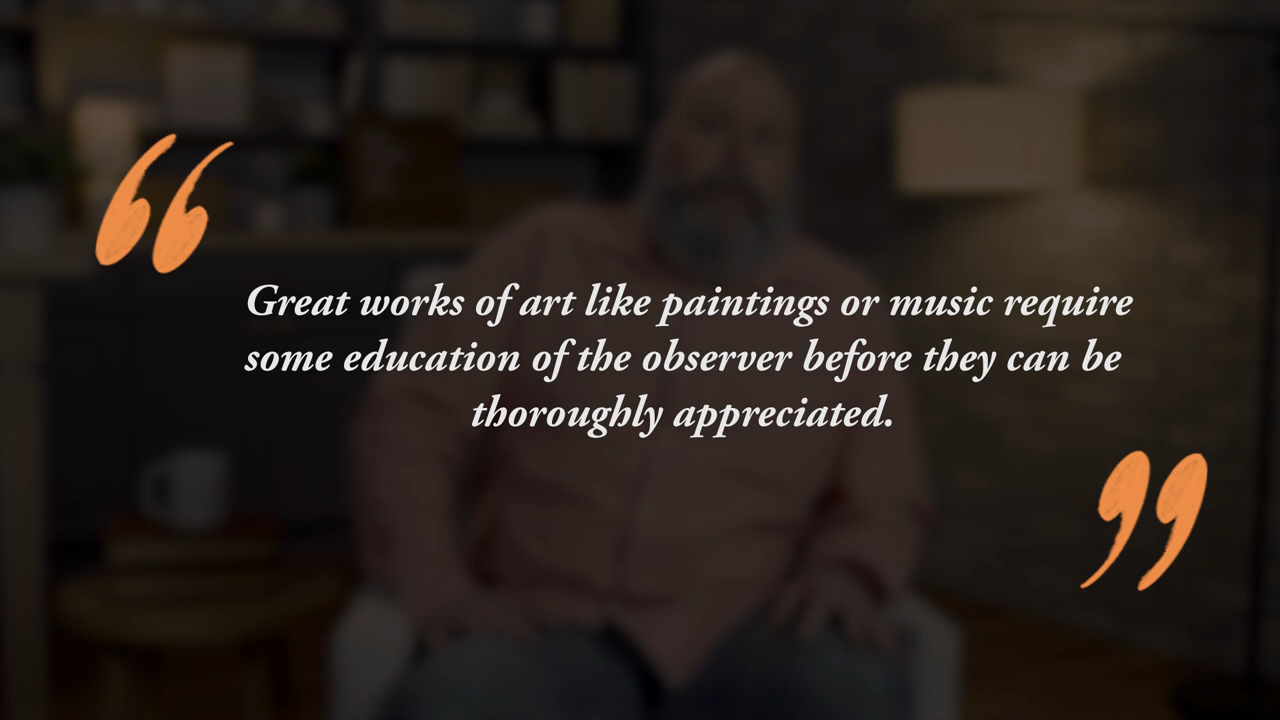 “
Great works of art like paintings or music require
some education of the observer before they can be
thoroughly appreciated.
”